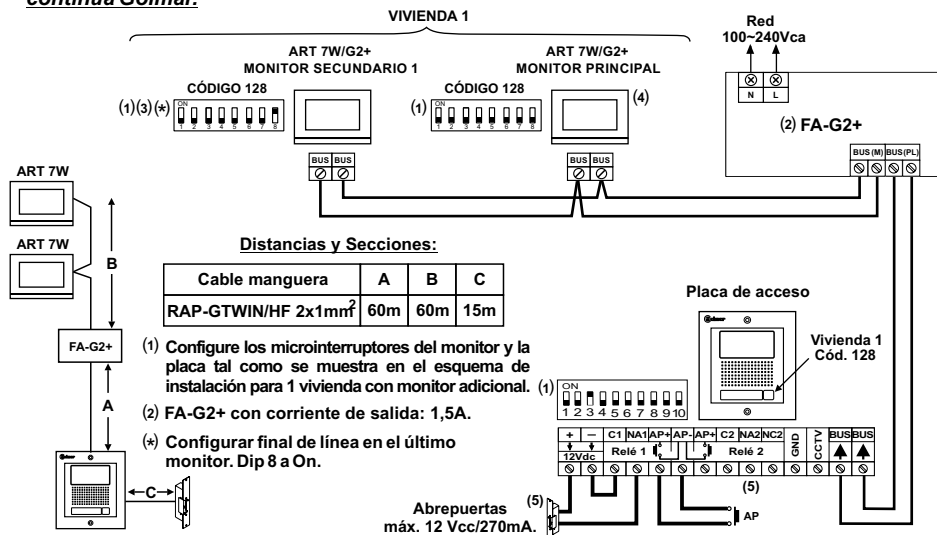 continua Golmar.
VIVIENDA 1
ART 7W/G2+
MONITOR SECUNDARIO 1
CÓDIGO 128
(1)(3)(*)
ON
1 2 3 4 5 6 7 8
BUS BUS
ART 7W/G2+
MONITOR PRINCIPAL
CÓDIGO 128
(1)
ON
1 2 3 4 5 6 7 8
(4)
BUS BUS
Red
100~240Vca
N L
(2) FA-G2+
BUS(M) BUS(PL)
ART 7W
ART 7W
B
FA-G2+
A
C
Distancias y Secciones:
Cable manguera A B C
RAP-GTWIN/HF 2x1mm² 60m 60m 15m
(1) Configure los microinterruptores del monitor y la
placa tal como se muestra en el esquema de
instalación para 1 vivienda con monitor adicional.
(2) FA-G2+ con corriente de salida: 1,5A.
(*) Configurar final de línea en el último
monitor. Dip 8 a On.
Placa de acceso
Vivienda 1
Cód. 128
(1)
ON
1 2 3 4 5 6 7 8 9 10
+ – C1 NA1 AP+ AP- AP+ C2 NA2 NC2 GND CCTV BUS BUS
12Vdc Relé 1 Relé 2
(5)
(5)
Abrepuertas
máx. 12 Vcc/270mA.
AP